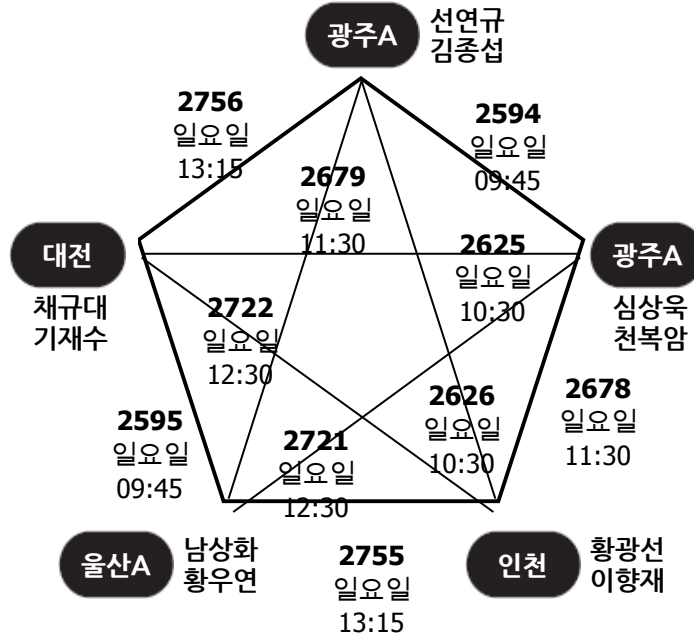 광주A
선연규
김종섭
2756
일요일
13:15
2594
일요일
09:45
2679
일요일
11:30
대전
채규대
기재수
2625
일요일
10:30
광주A
심상욱
천복암
2722
일요일
12:30
2595
일요일
09:45
2721
일요일
12:30
2626
일요일
10:30
2678
일요일
11:30
울산A
남상화
황우연
2755
일요일
13:15
인천
황광선
이향재